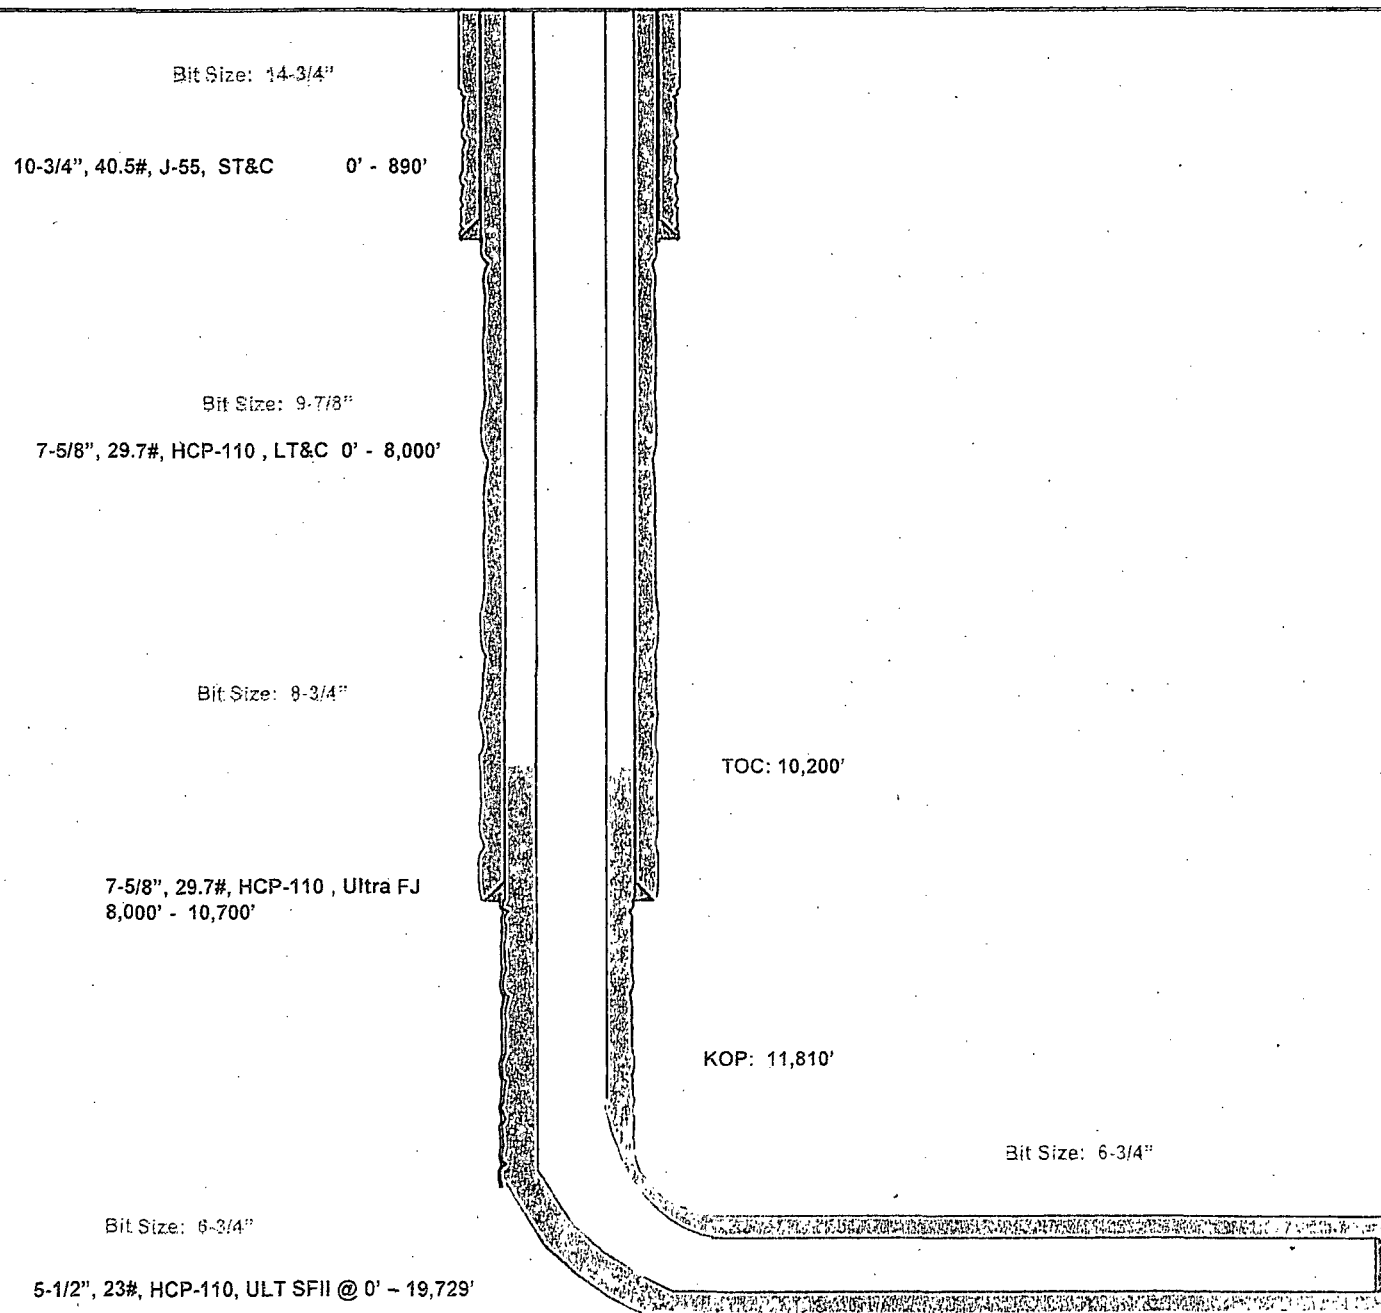 Bit Size: 14-3/4"
10-3/4", 40.5#, J-55, ST&C 0' - 890'
Bit Size: 9-7/8"
7-5/8", 29.7#, HCP-110 , LT&C 0' - 8,000'
Bit Size: 8-3/4"
TOC: 10,200'
7-5/8", 29.7#, HCP-110 , Ultra FJ
8,000' - 10,700'
KOP: 11,810'
Bit Size: 6-3/4"
Bit Size: 6-3/4"
5-1/2", 23#, HCP-110, ULT SFII @ 0' – 19,729'